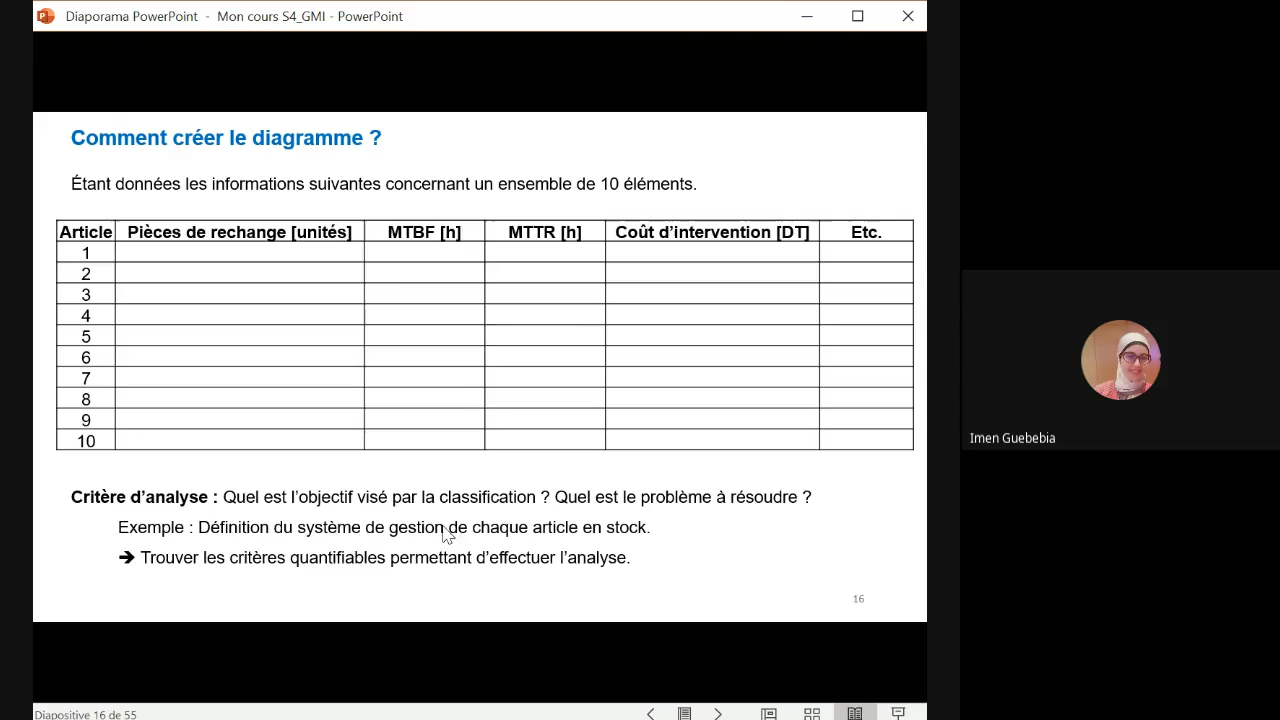 Diaporama PowerPoint - Mon cours S4_GMI - PowerPoint
Comment créer le diagramme ?
Étant données les informations suivantes concernant un ensemble de 10 éléments.
Article Pièces de rechange [unités] MTBF [h] MTTR [h] Coût d'intervention [DT] Etc.
1
2
3
4
5
6
7
8
9
10
Critère d'analyse : Quel est l'objectif visé par la classification ? Quel est le problème à résoudre ?
Exemple : Définition du système de gestion de chaque article en stock.
➔ Trouver les critères quantifiables permettant d'effectuer l'analyse.
16
Diapositive 16 de 55
Imen Guebebia